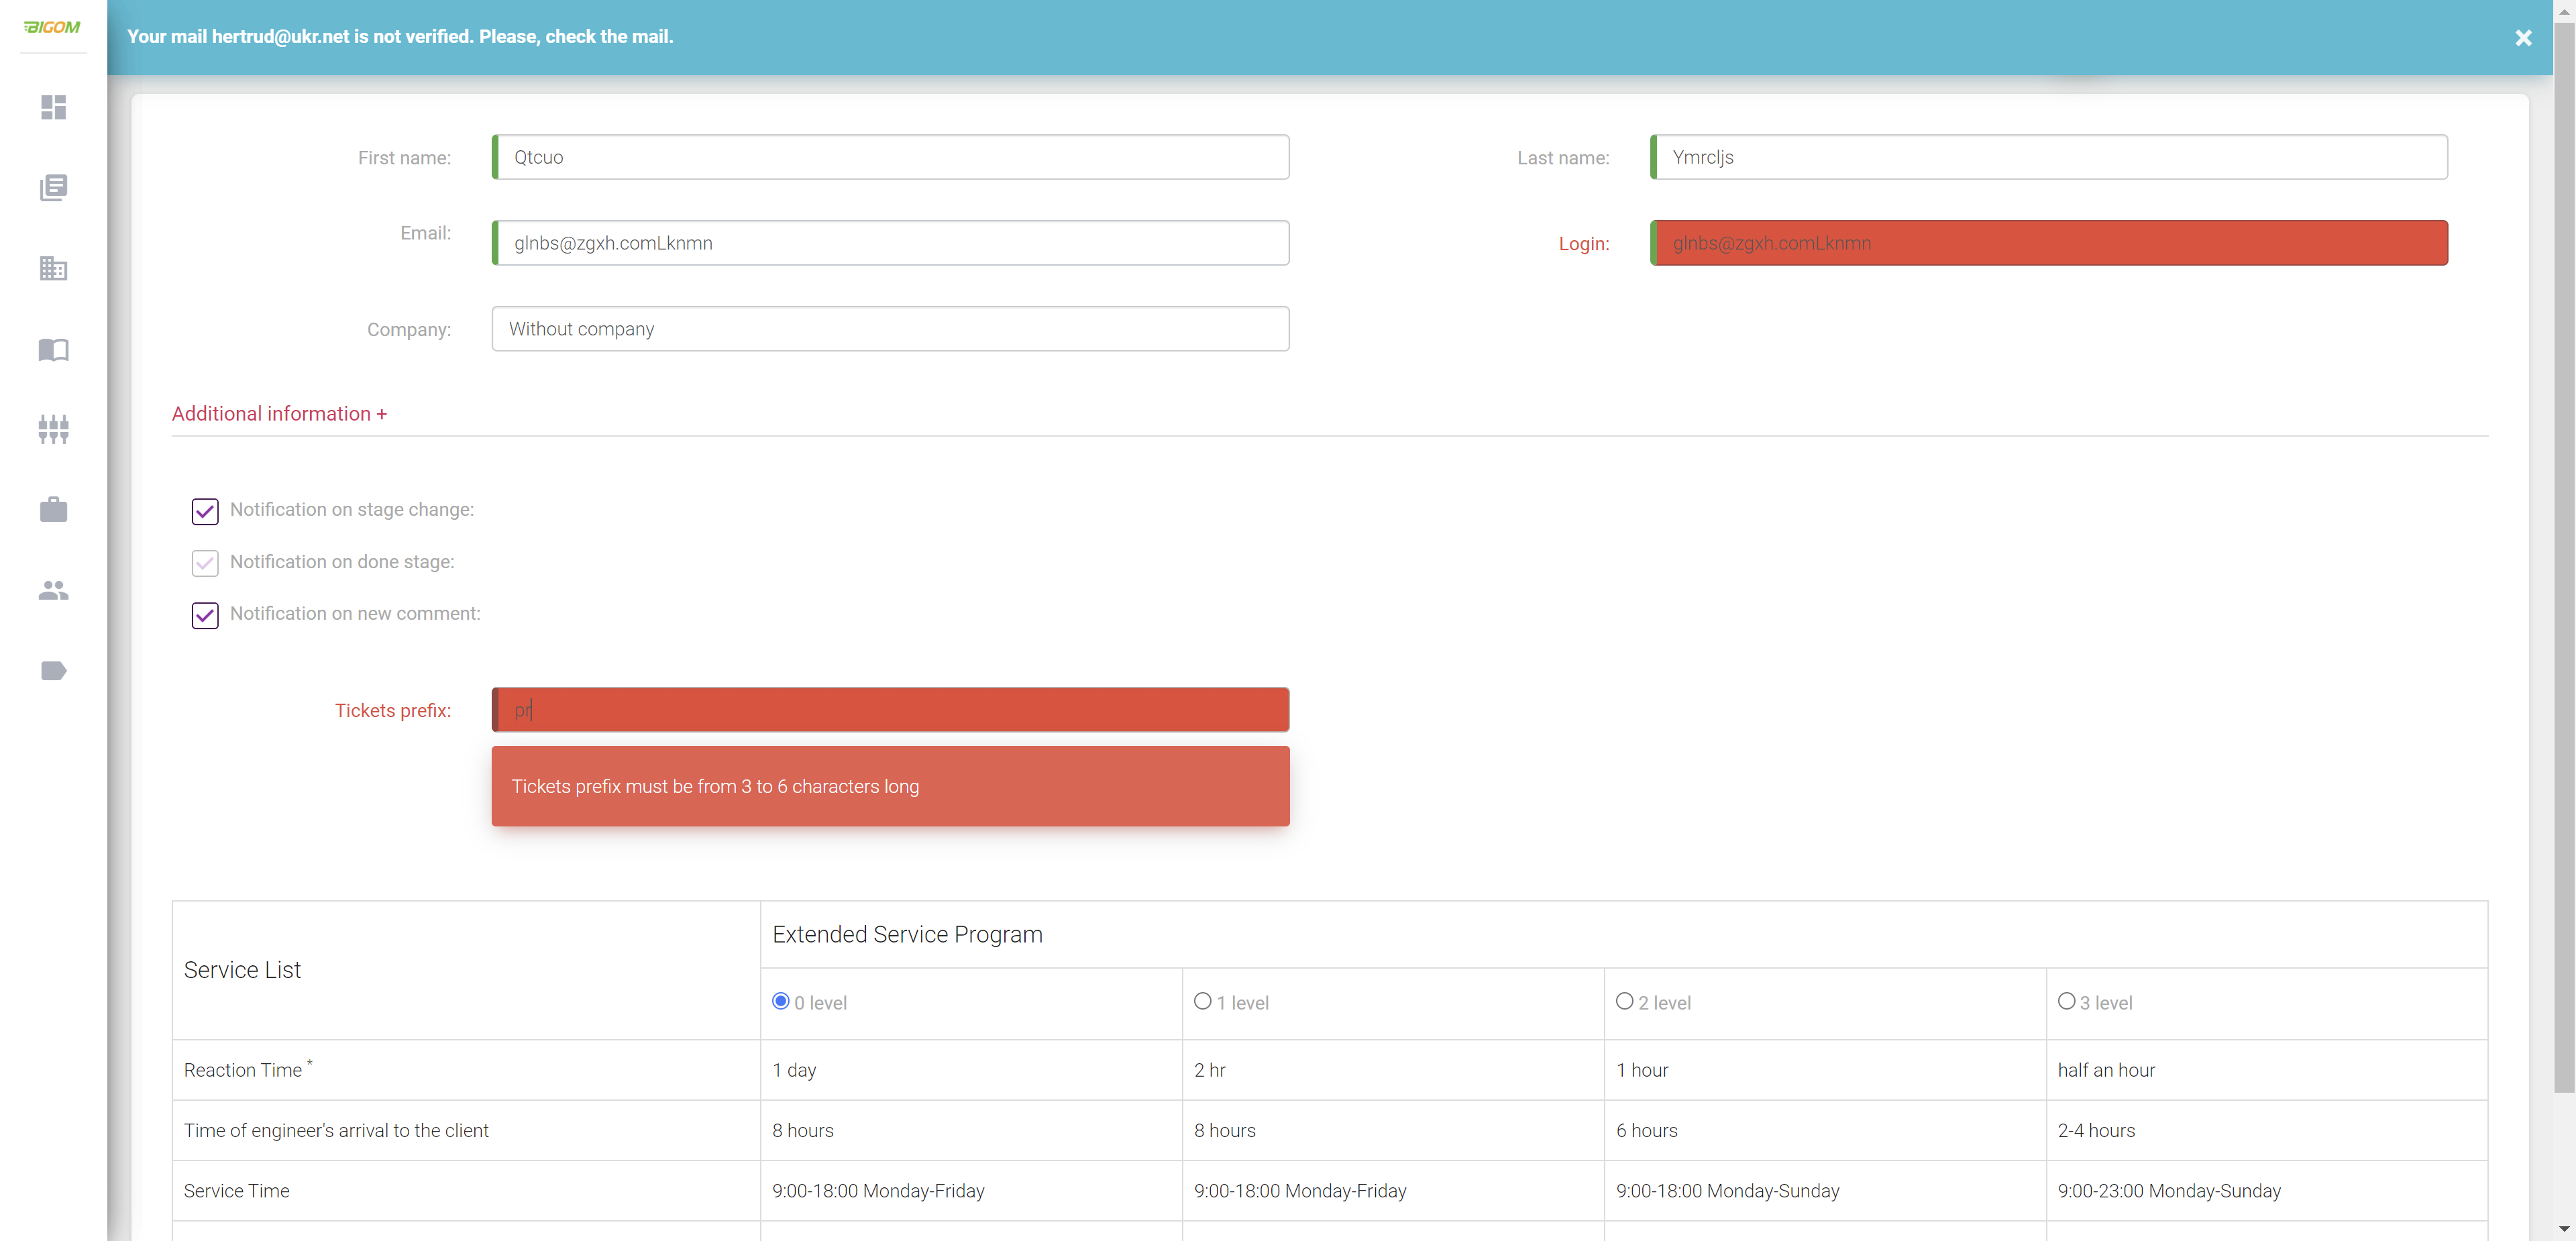 BIGOM
Your mail hertrud@ukr.net is not verified. Please, check the mail.
First name:
Qtcuo
Last name:
Ymrcljs
Email:
glnbs@zgxh.comLknmn
Login:
glnbs@zgxh.comLknmn
Company:
Without company
Additional information +
Notification on stage change:
Notification on done stage:
Notification on new comment:
Tickets prefix:
pr
Tickets prefix must be from 3 to 6 characters long
Service List
Extended Service Program
0 level
1 level
2 level
3 level
Reaction Time *
1 day
2 hr
1 hour
half an hour
Time of engineer's arrival to the client
8 hours
8 hours
6 hours
2-4 hours
Service Time
9:00-18:00 Monday-Friday
9:00-18:00 Monday-Friday
9:00-18:00 Monday-Sunday
9:00-23:00 Monday-Sunday